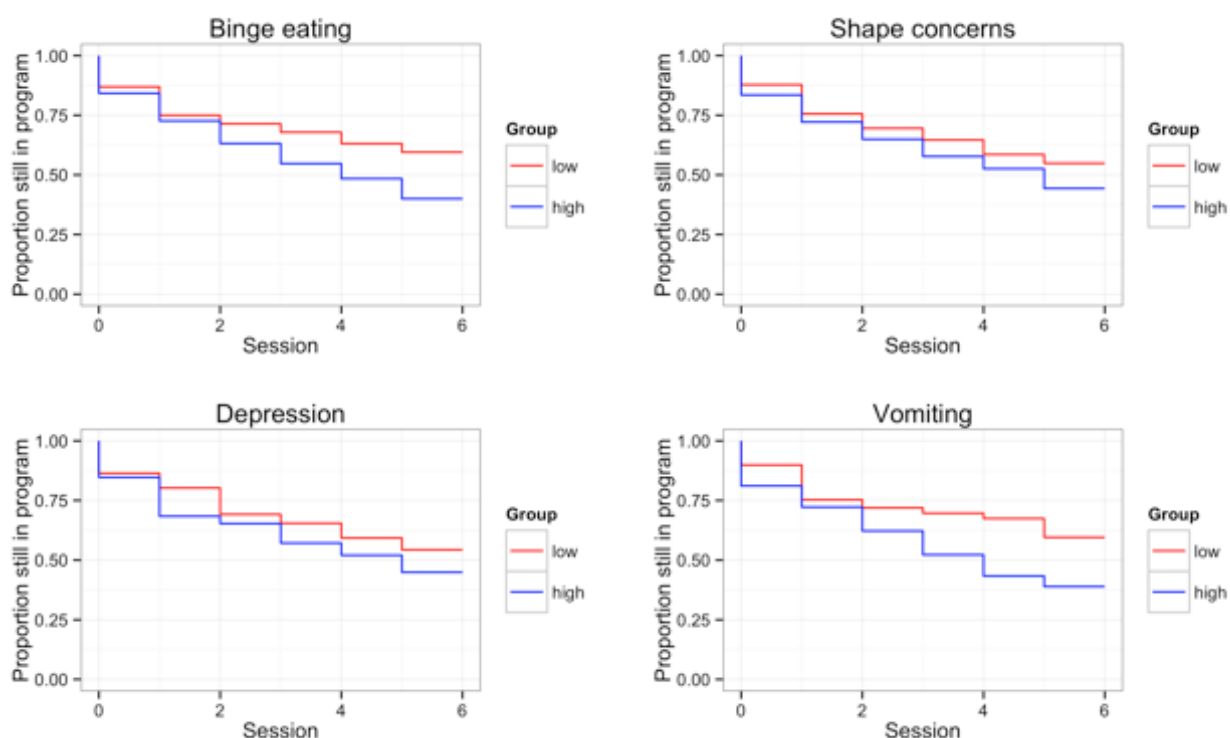 Binge eating
1.00
0.75
0.50
0.25
0.00
Proportion still in program
0 2 4 6
Session
Group
low
high
Shape concerns
1.00
0.75
0.50
0.25
0.00
Proportion still in program
0 2 4 6
Session
Group
low
high
Depression
1.00
0.75
0.50
0.25
0.00
Proportion still in program
0 2 4 6
Session
Group
low
high
Vomiting
1.00
0.75
0.50
0.25
0.00
Proportion still in program
0 2 4 6
Session
Group
low
high